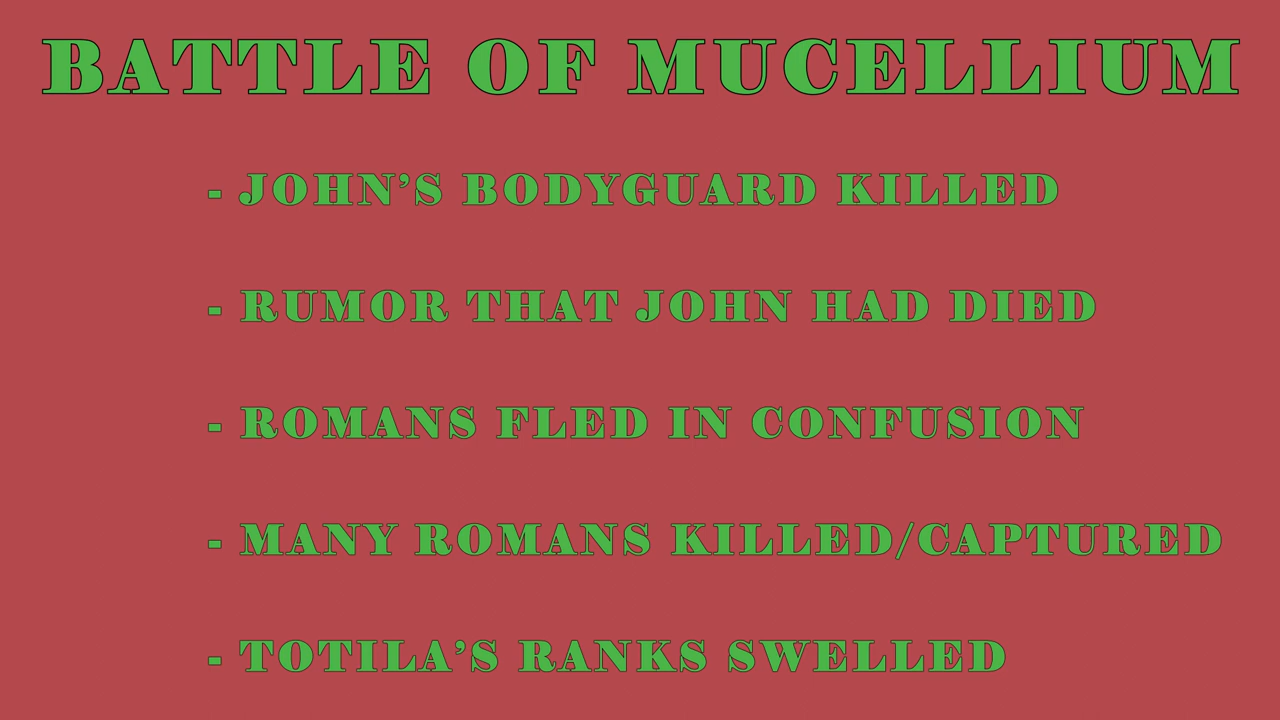 BATTLE OF MUCELLIUM
- JOHN’S BODYGUARD KILLED
- RUMOR THAT JOHN HAD DIED
- ROMANS FLED IN CONFUSION
- MANY ROMANS KILLED/CAPTURED
- TOTILA’S RANKS SWELLED